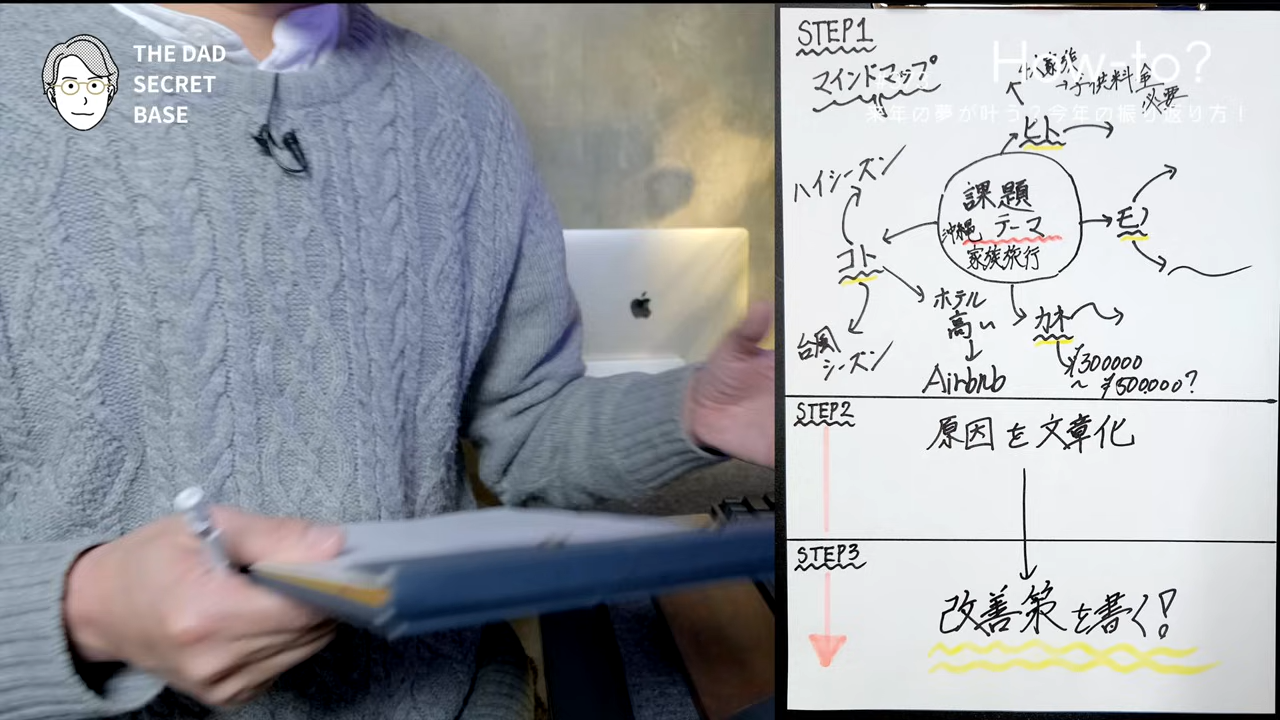 THE DAD
SECRET
BASE
STEP1
マインドマップ
How-to?
来年の夢が叶う?今年の振り返り方!
家族
→子供料金
必要
ヒト
ハイシーズン
課題
沖縄 テーマ
家族旅行
モノ
コト
ホテル
高い
カネ
台風
シーズン
Airbnb
¥300000
~ ¥500000?
STEP2
原因を文章化
STEP3
改善策を書く!